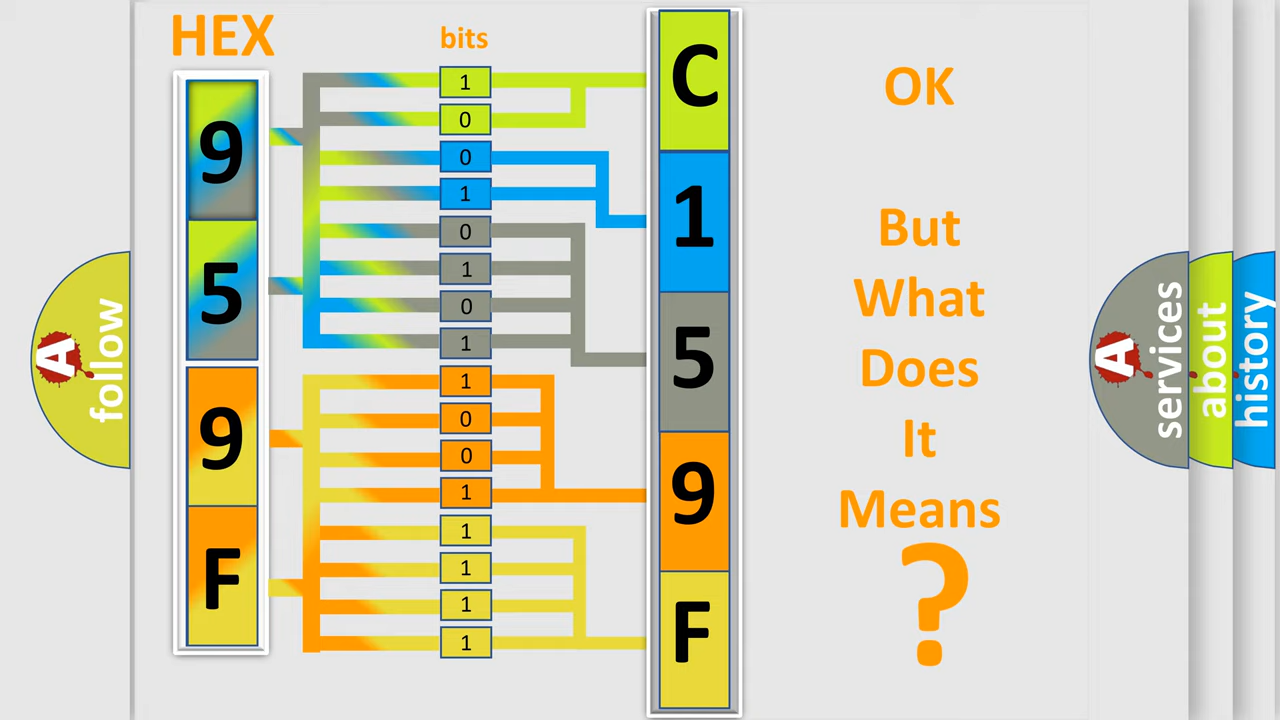 HEX
bits
9
5
9
F
1
0
0
1
0
1
0
1
1
0
0
1
1
1
1
1
C
1
5
9
F
OK
But
What
Does
It
Means
?
A
follow
A
services
about
history